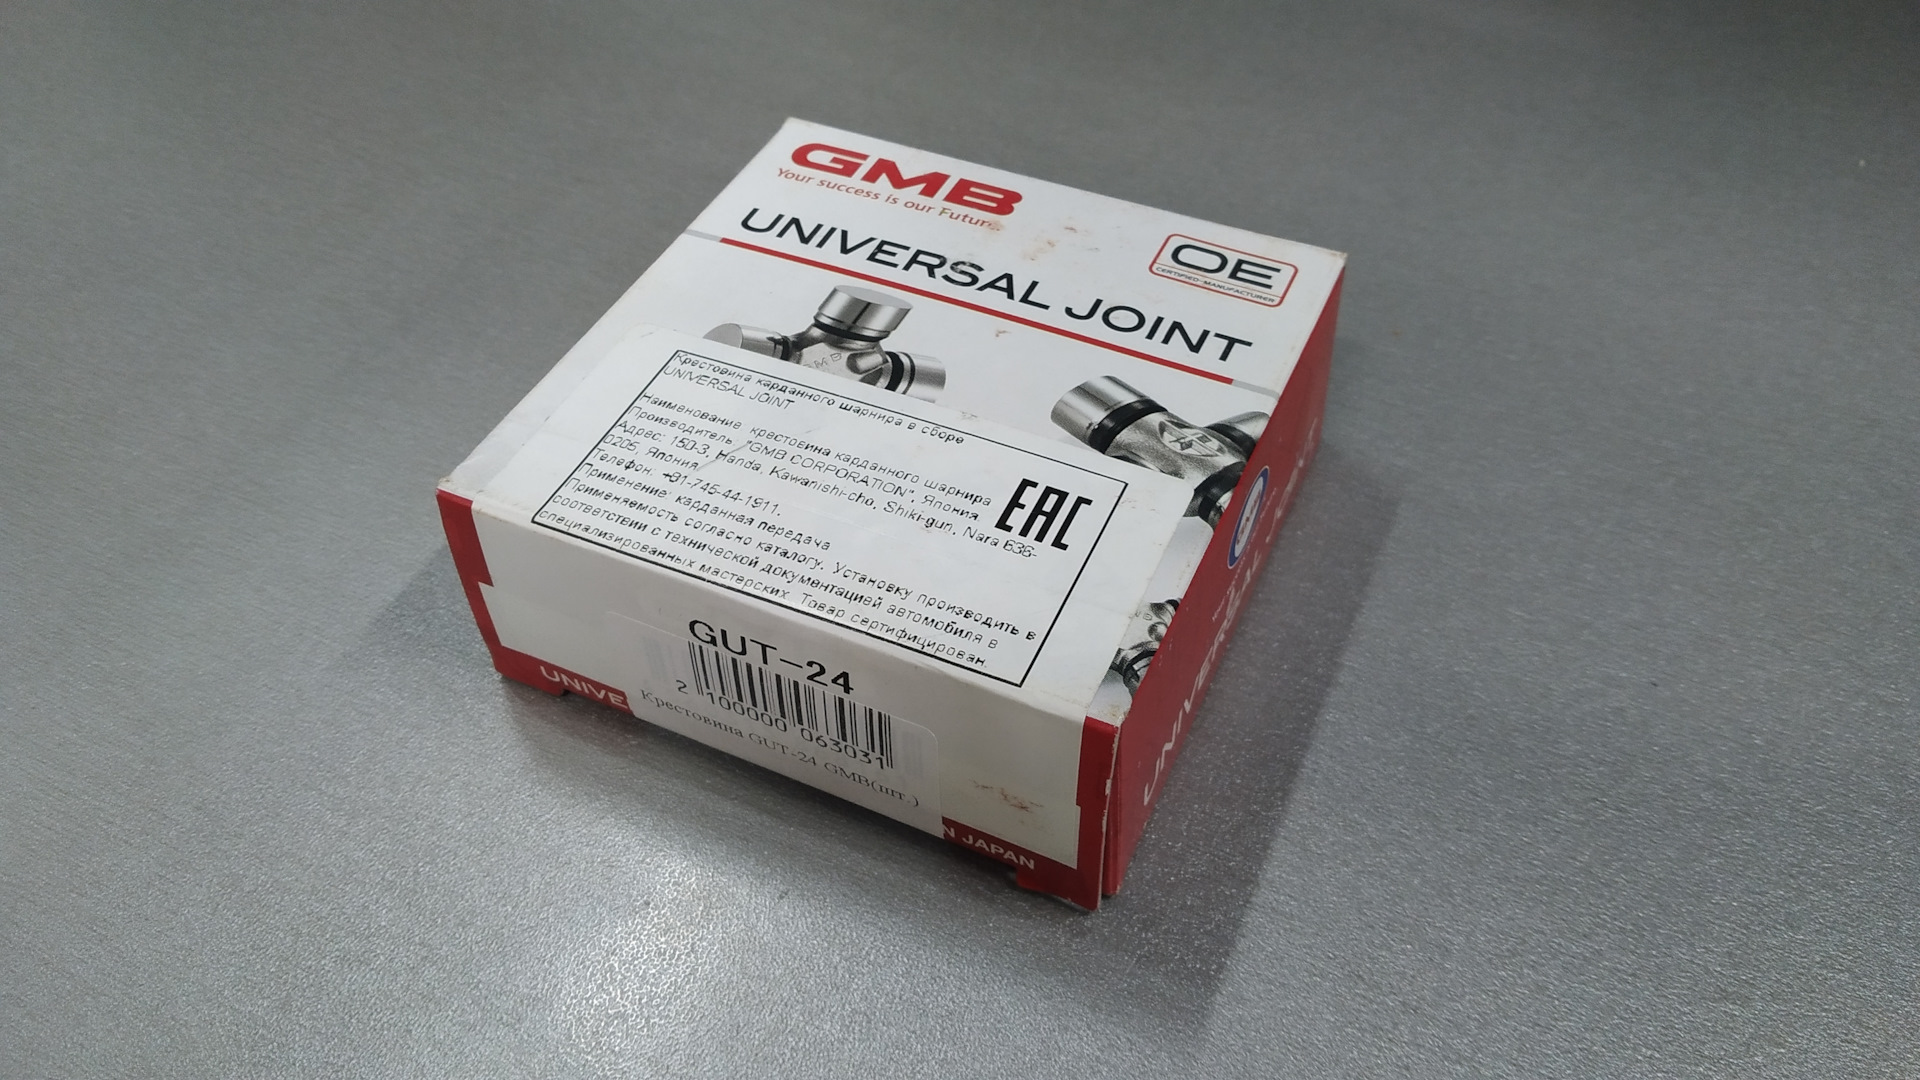 GMB
Your success is our Future
UNIVERSAL JOINT
OE
CERTIFIED-MANUFACTURER
GMB
Крестовина карданного шарнира в сборе
UNIVERSAL JOINT
Наименование крестовина карданного шарнира
Производитель "GMB CORPORATION", Япония
Адрес: 150-3, Handa, Kawanishi-cho, Shiki-gun, Nara 636-
0205, Япония
Телефон: +81-745-44-1911.
Применение: карданная передача
Применяемость согласно каталогу. Установку производить в
соответствии с технической документацией автомобиля в
специализированных мастерских. Товар сертифицирован.
EAC
GUT-24
2 100000 063031
Крестовина GUT-24 GMB(шт.)
UNIVE
N JAPAN
UNIVERSAL J